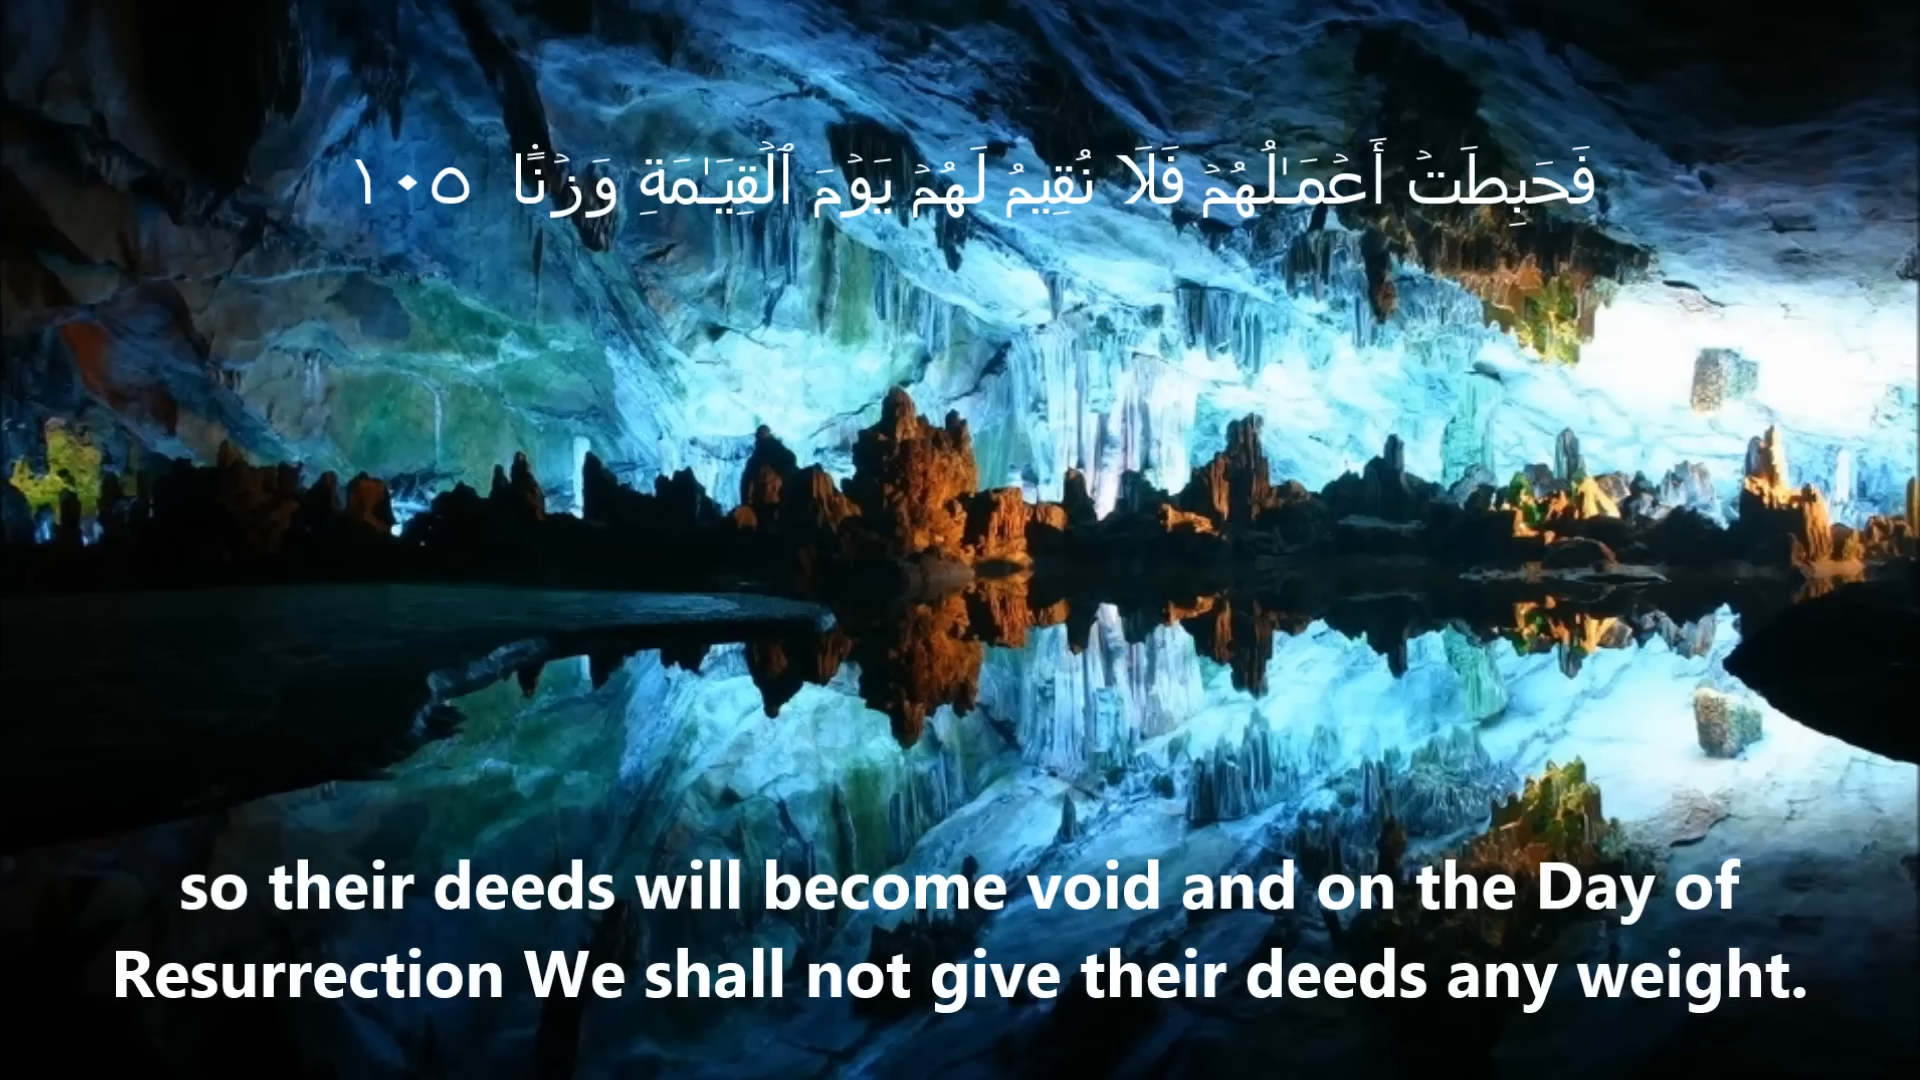 فَحَبِطَتۡ أَعۡمَـٰلُهُمۡ فَلَا نُقِيمُ لَهُمۡ يَوۡمَ ٱلۡقِيَـٰمَةِ وَزۡنࣰا ١٠٥
so their deeds will become void and on the Day of
Resurrection We shall not give their deeds any weight.